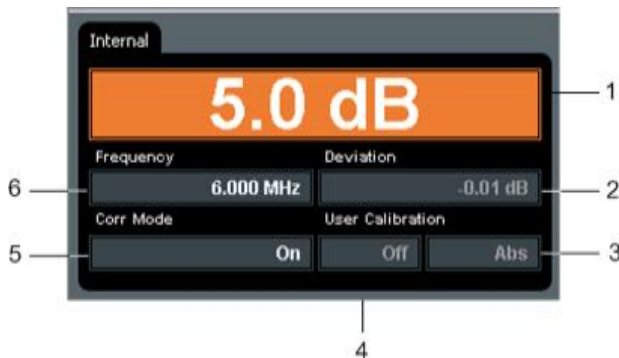 Internal
5.0 dB
1
Frequency
Deviation
6
6.000 MHz
-0.01 dB
2
Corr Mode
User Calibration
5
On
Off
Abs
3
4